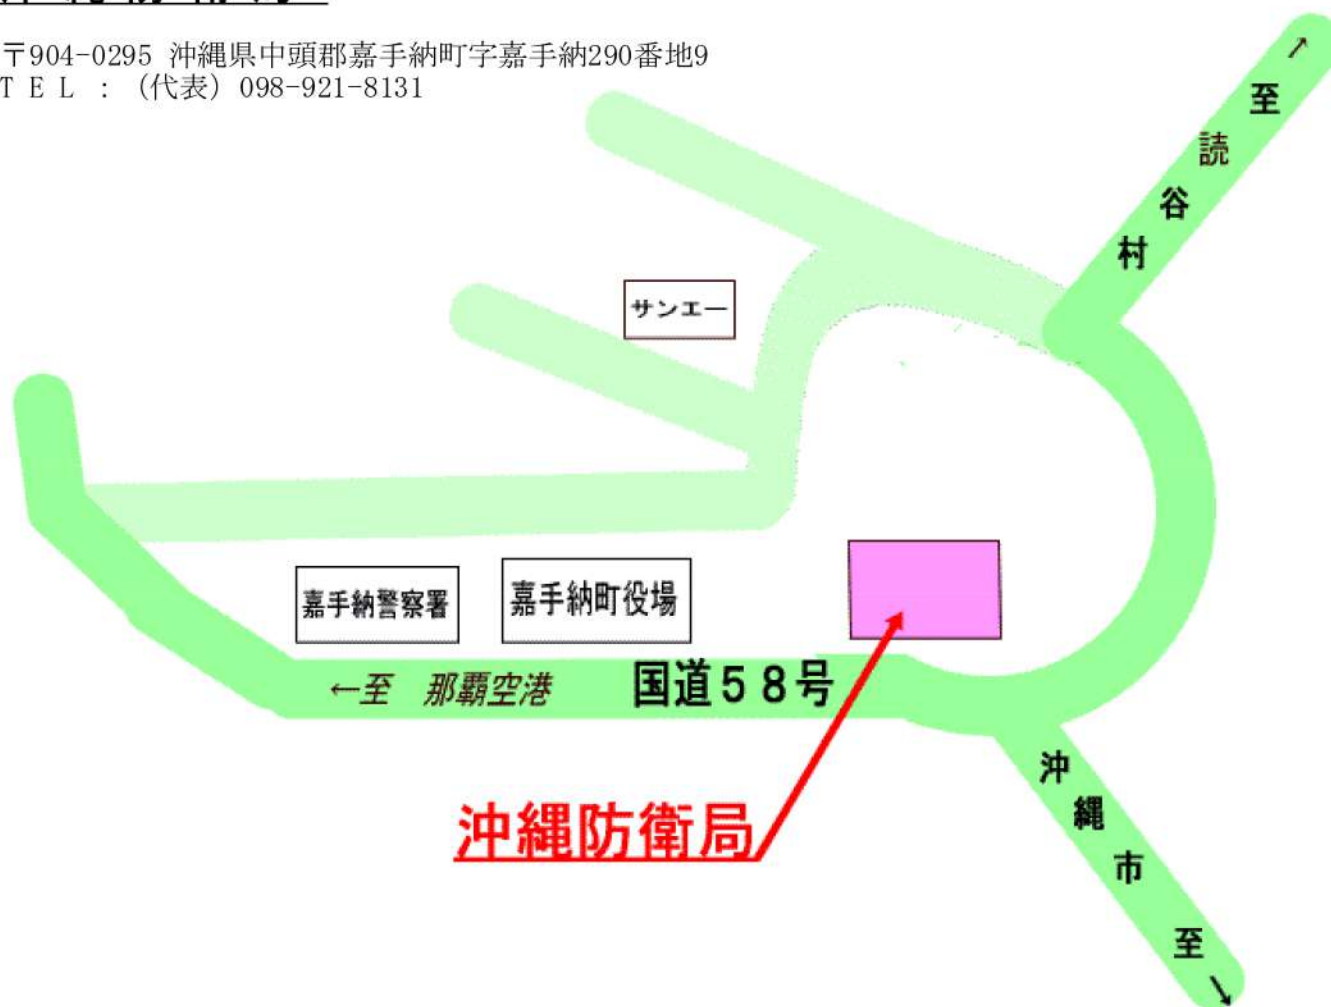 〒904-0295 沖縄県中頭郡嘉手納町字嘉手納290番地9
ＴＥＬ：（代表）098-921-8131
至読谷村
サンエー
嘉手納警察署
嘉手納町役場
←至　那覇空港
国道５８号
沖縄防衛局
沖縄市　至